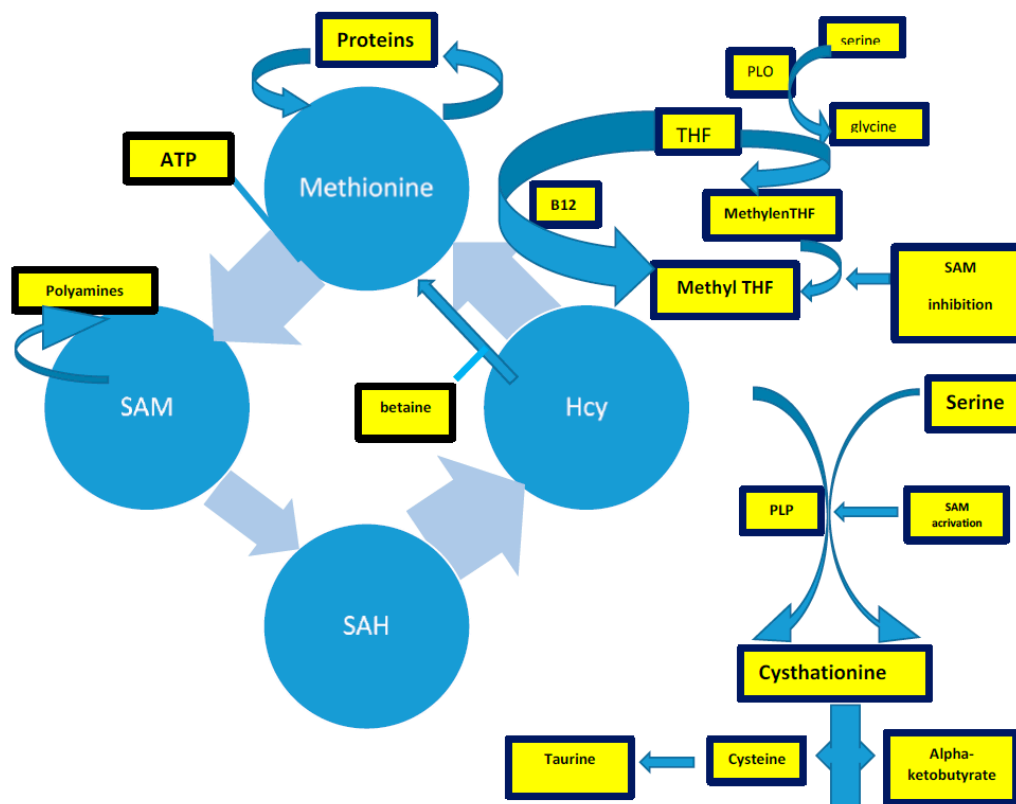 Proteins
serine
PLO
glycine
THF
ATP
Methionine
B12
MethylenTHF
Polyamines
Methyl THF
SAM
inhibition
SAM
betaine
Hcy
Serine
PLP
SAM
acrivation
SAH
Cysthationine
Taurine
Cysteine
Alpha-
ketobutyrate